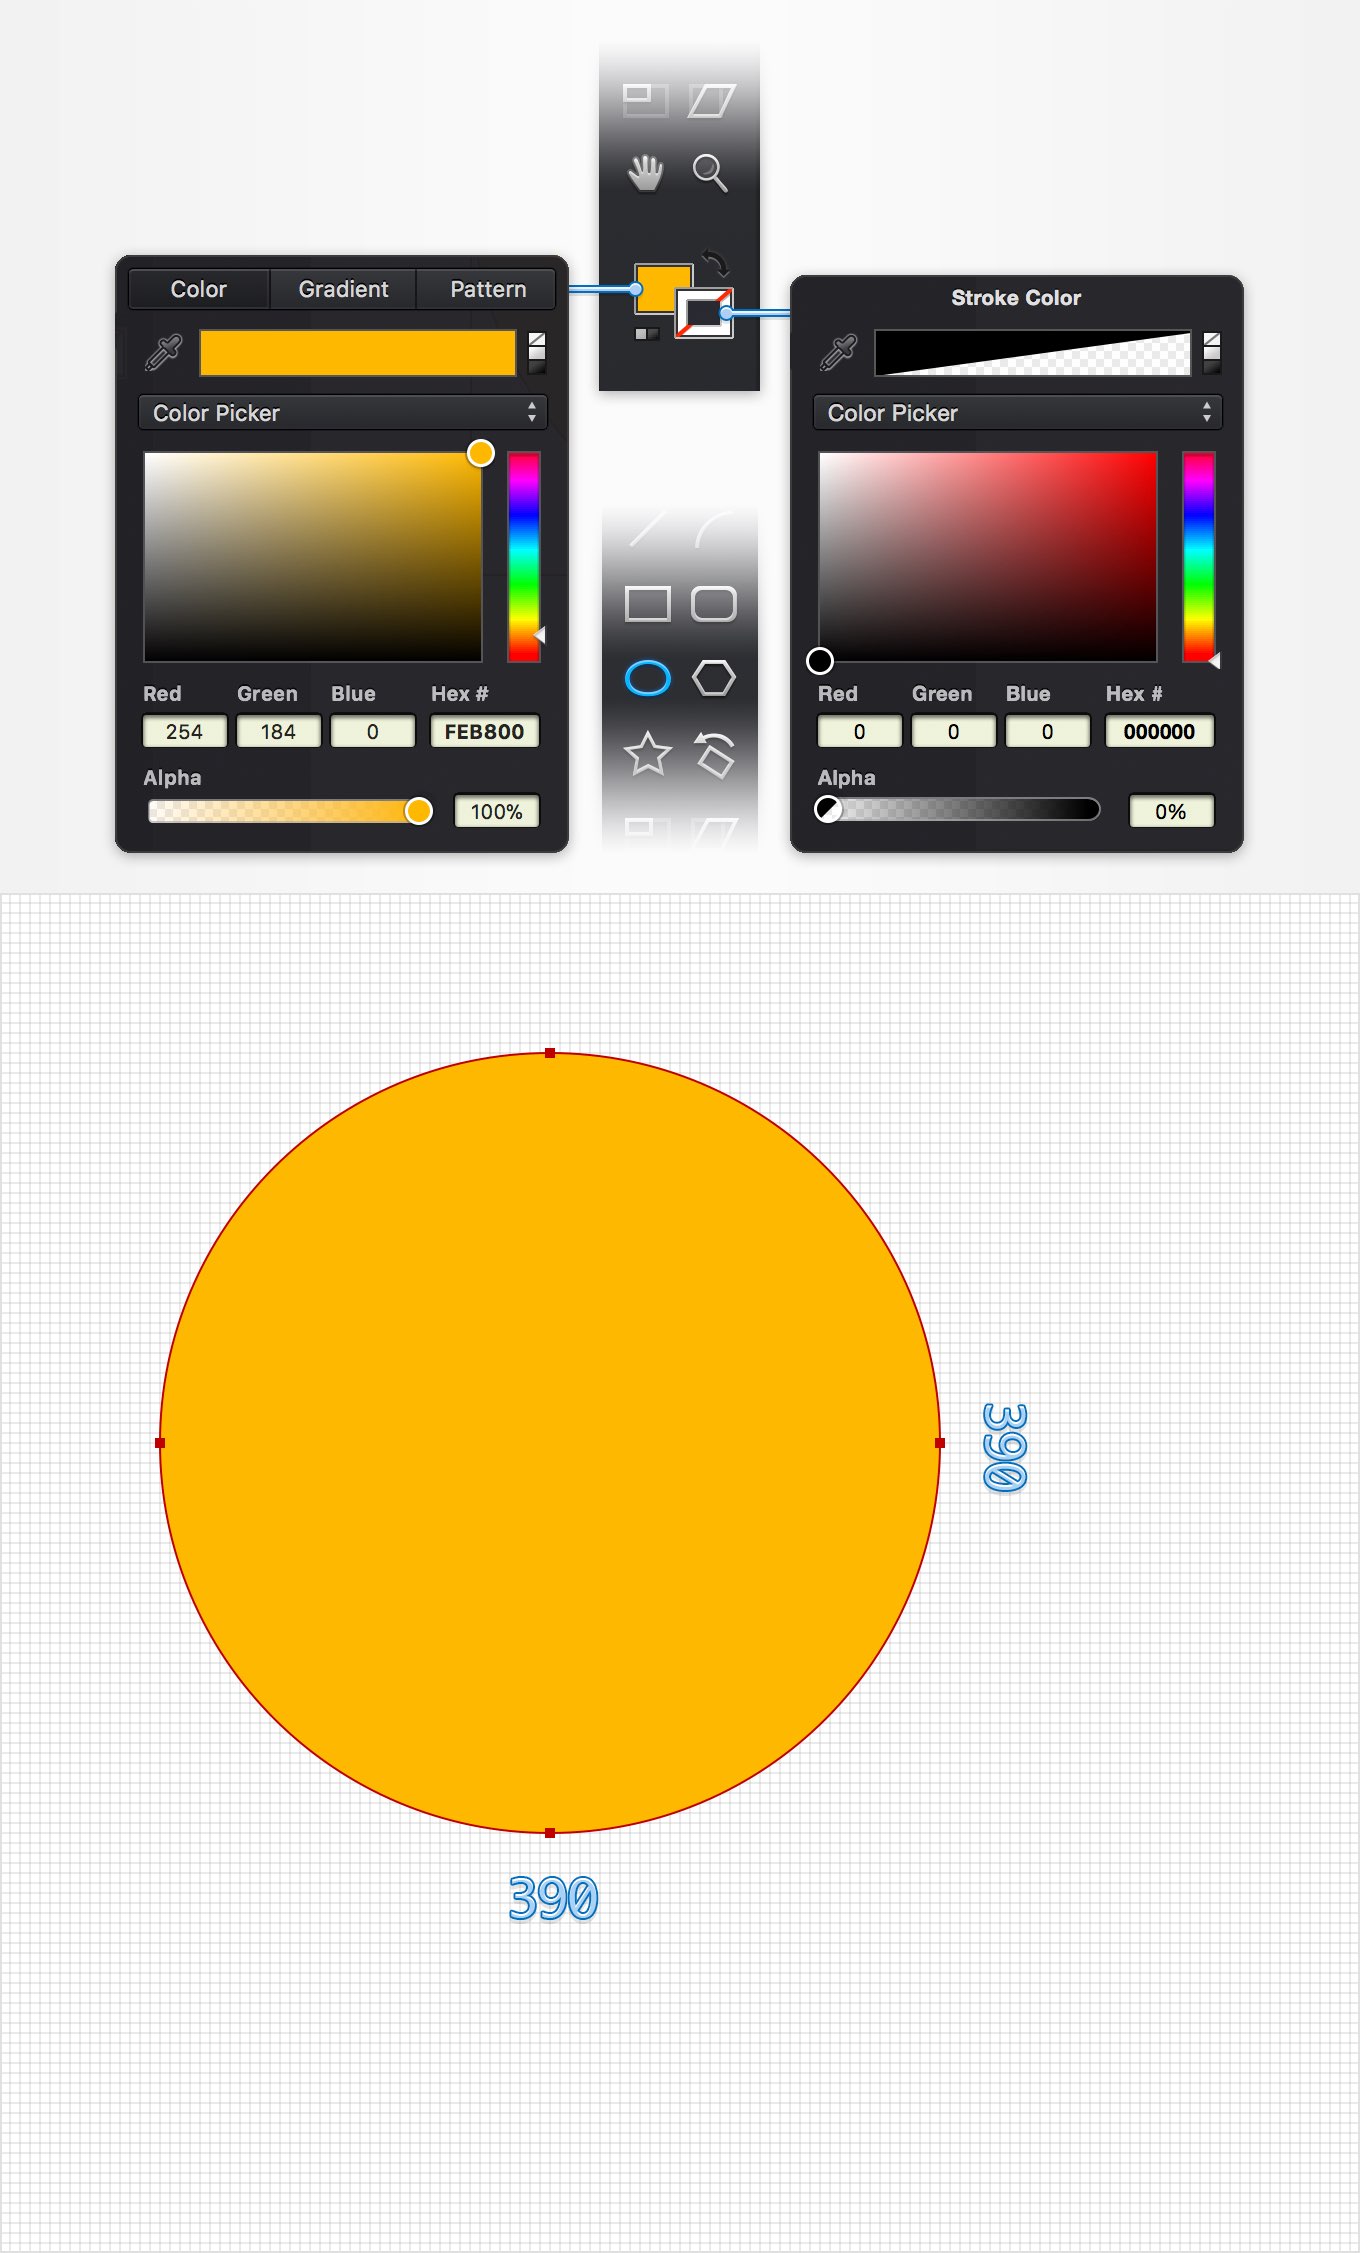 Color Gradient Pattern
Color Picker
Red Green Blue Hex #
254 184 0 FEB800
Alpha
100%
Stroke Color
Color Picker
Red Green Blue Hex #
0 0 0 000000
Alpha
0%
390
390